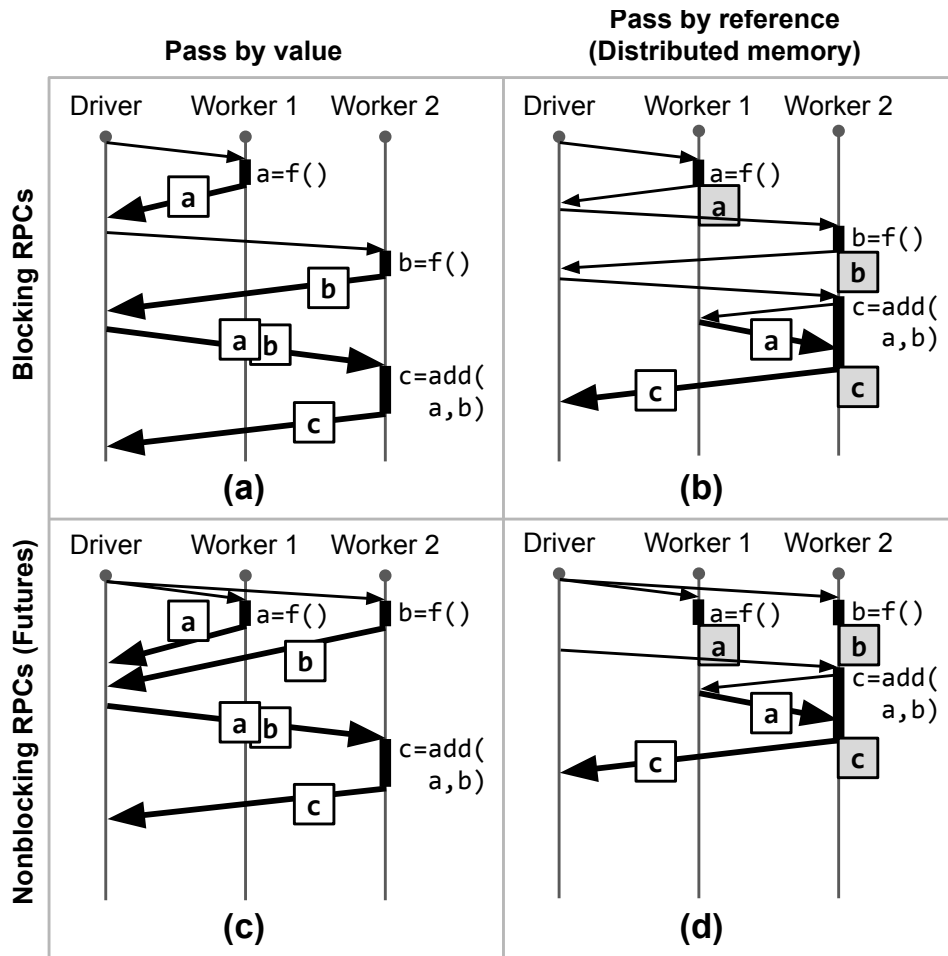 Pass by value
Pass by reference
(Distributed memory)
Blocking RPCs
Driver Worker 1 Worker 2
a=f()
a
b=f()
b
a b
c=add(
a,b)
c
(a)
Driver Worker 1 Worker 2
a=f()
a
b=f()
b
c=add(
a,b)
a
c c
(b)
Nonblocking RPCs (Futures)
Driver Worker 1 Worker 2
a=f() b=f()
a
b
a b
c=add(
a,b)
c
(c)
Driver Worker 1 Worker 2
a=f() b=f()
a b
c=add(
a,b)
a
c c
(d)